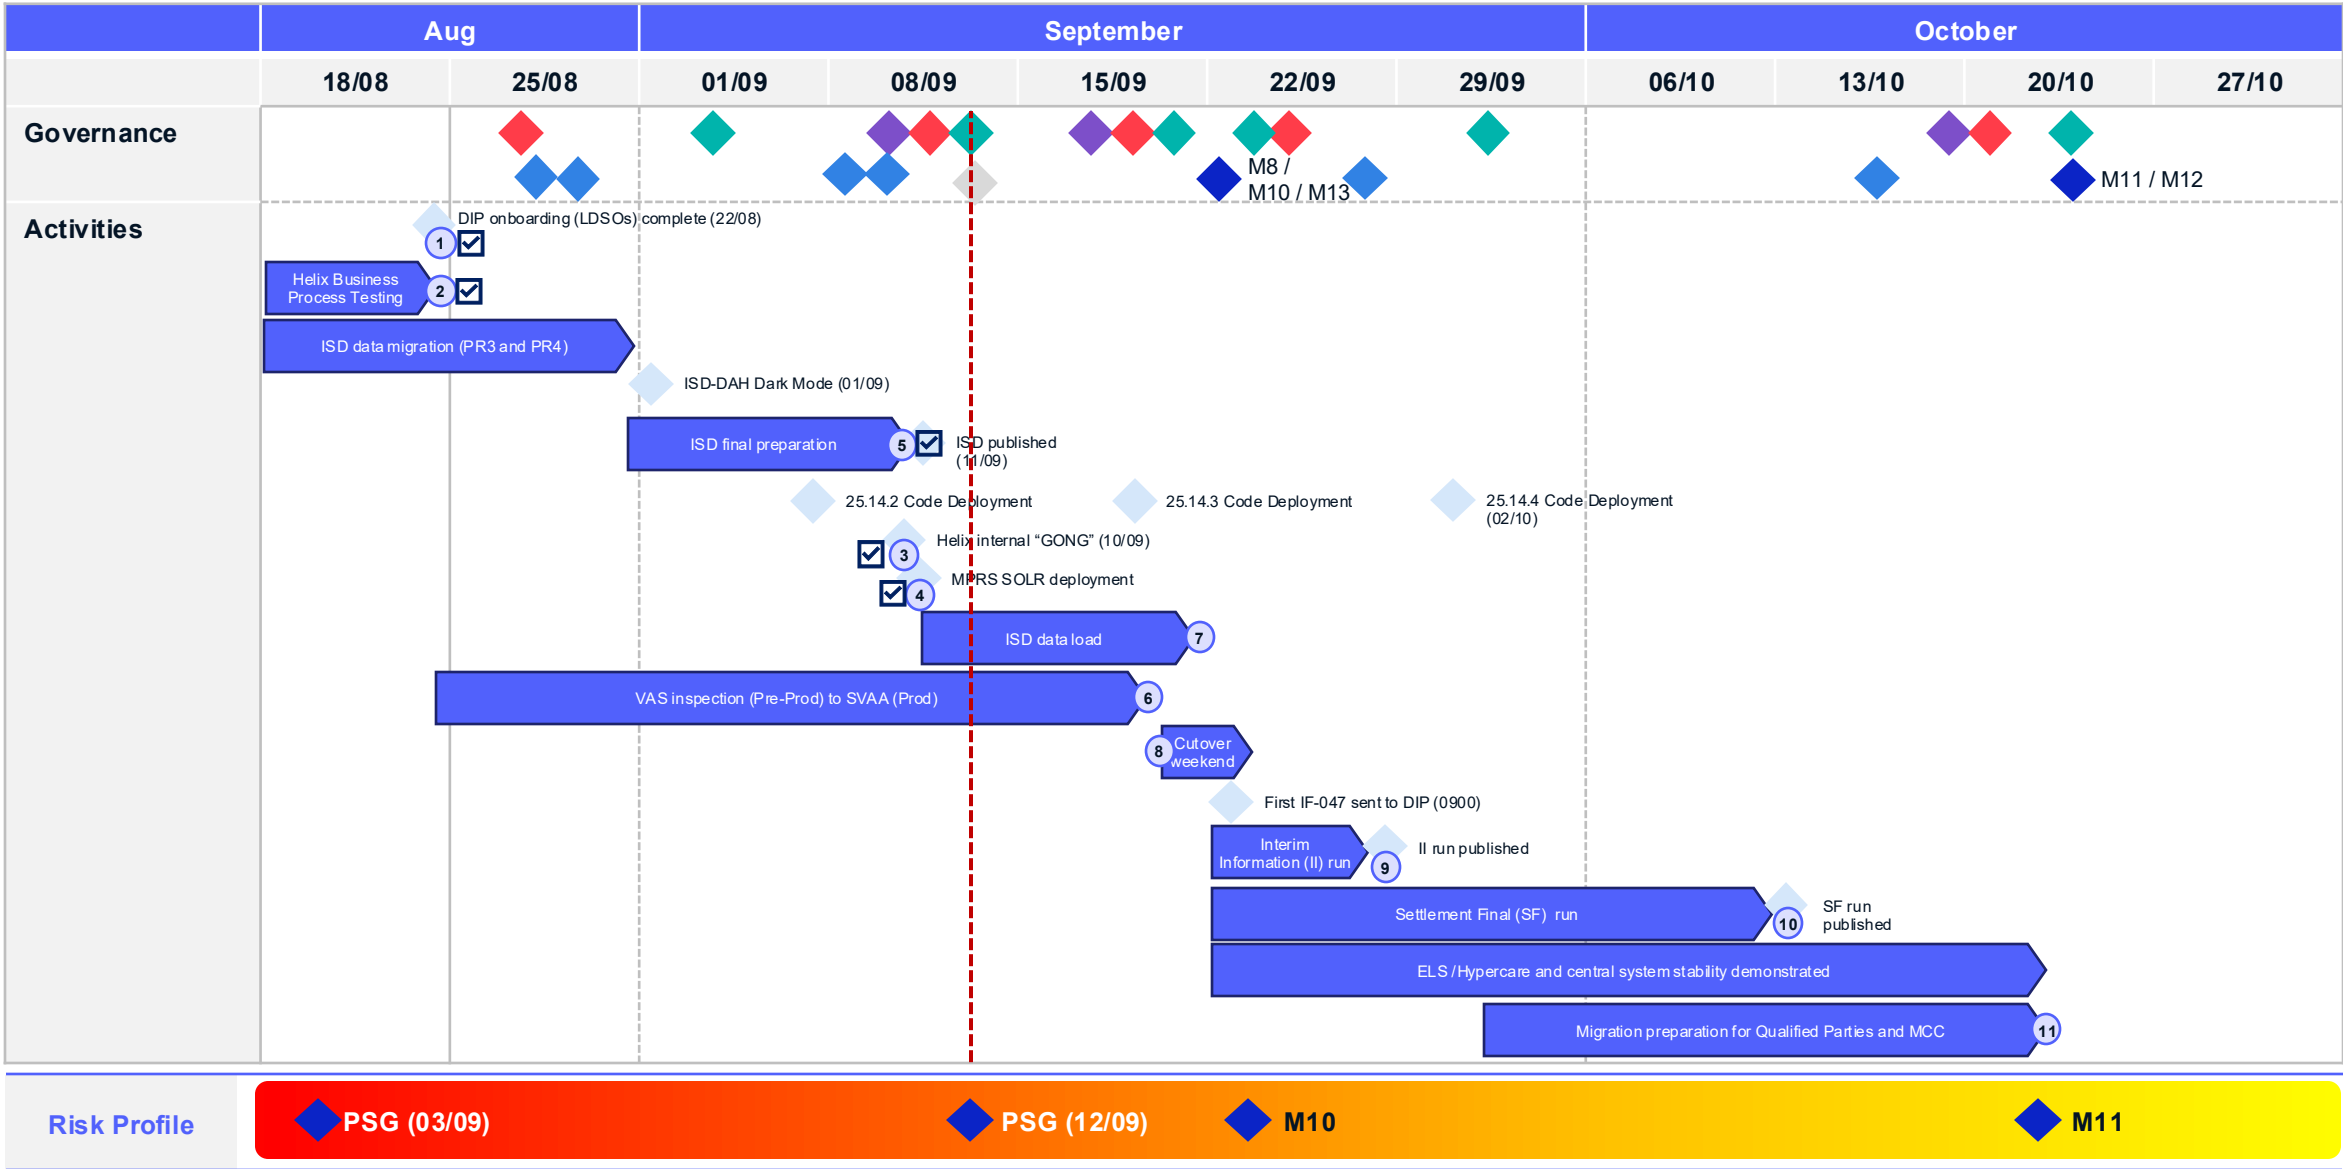 Aug
September
October
18/08
25/08
01/09
08/09
15/09
22/09
29/09
06/10
13/10
20/10
27/10
Governance
M8 /
M10 / M13
M11 / M12
Activities
DIP onboarding (LDSOs) complete (22/08)
1
Helix Business
Process Testing
2
ISD data migration (PR3 and PR4)
ISD-DAH Dark Mode (01/09)
ISD final preparation
5
ISD published
(11/09)
25.14.2 Code Deployment
25.14.3 Code Deployment
25.14.4 Code Deployment
(02/10)
Helix internal “GONG” (10/09)
3
MPRS SOLR deployment
4
ISD data load
7
VAS inspection (Pre-Prod) to SVAA (Prod)
6
8
Cutover
weekend
First IF-047 sent to DIP (0900)
Interim
Information (II) run
9
II run published
Settlement Final (SF) run
10
SF run
published
ELS /Hypercare and central system stability demonstrated
Migration preparation for Qualified Parties and MCC
11
Risk Profile
PSG (03/09)
PSG (12/09)
M10
M11